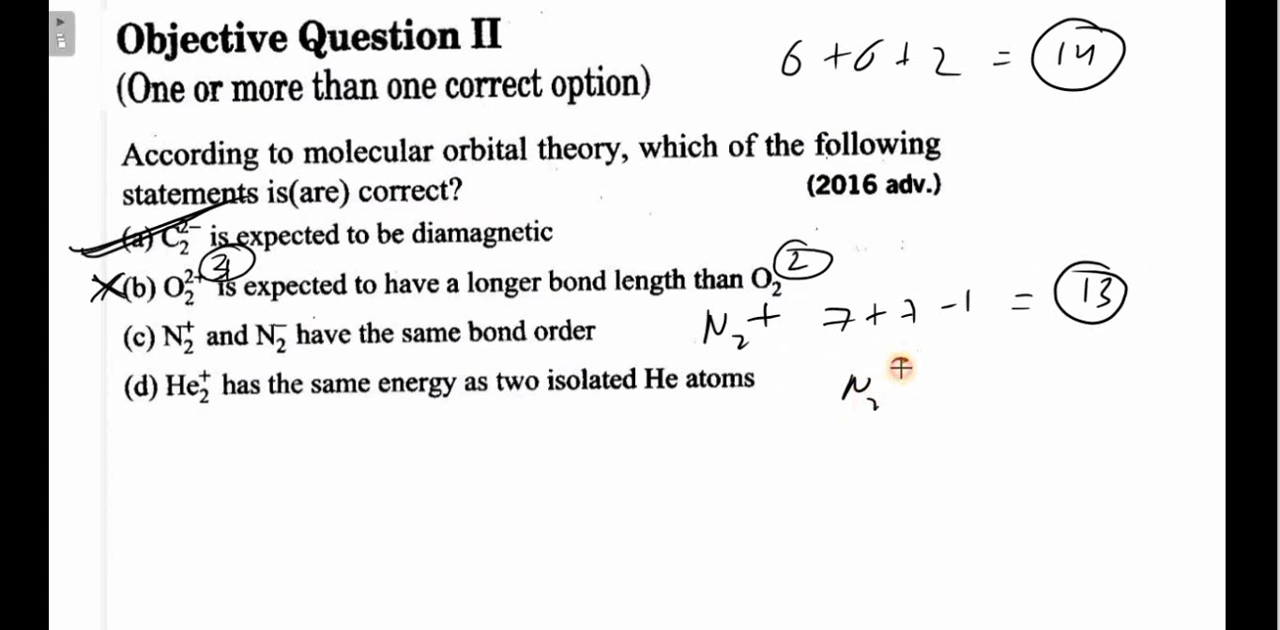 Objective Question II
6 + 6 + 2 = 14
(One or more than one correct option)
According to molecular orbital theory, which of the following
statements is(are) correct? (2016 adv.)
(a) C₂²⁻ is expected to be diamagnetic
3 2
(b) O₂²⁺ is expected to have a longer bond length than O₂
N₂+ 7 + 7 - 1 = 13
(c) N₂⁺ and N₂⁻ have the same bond order
(d) He₂⁺ has the same energy as two isolated He atoms
N₂ +